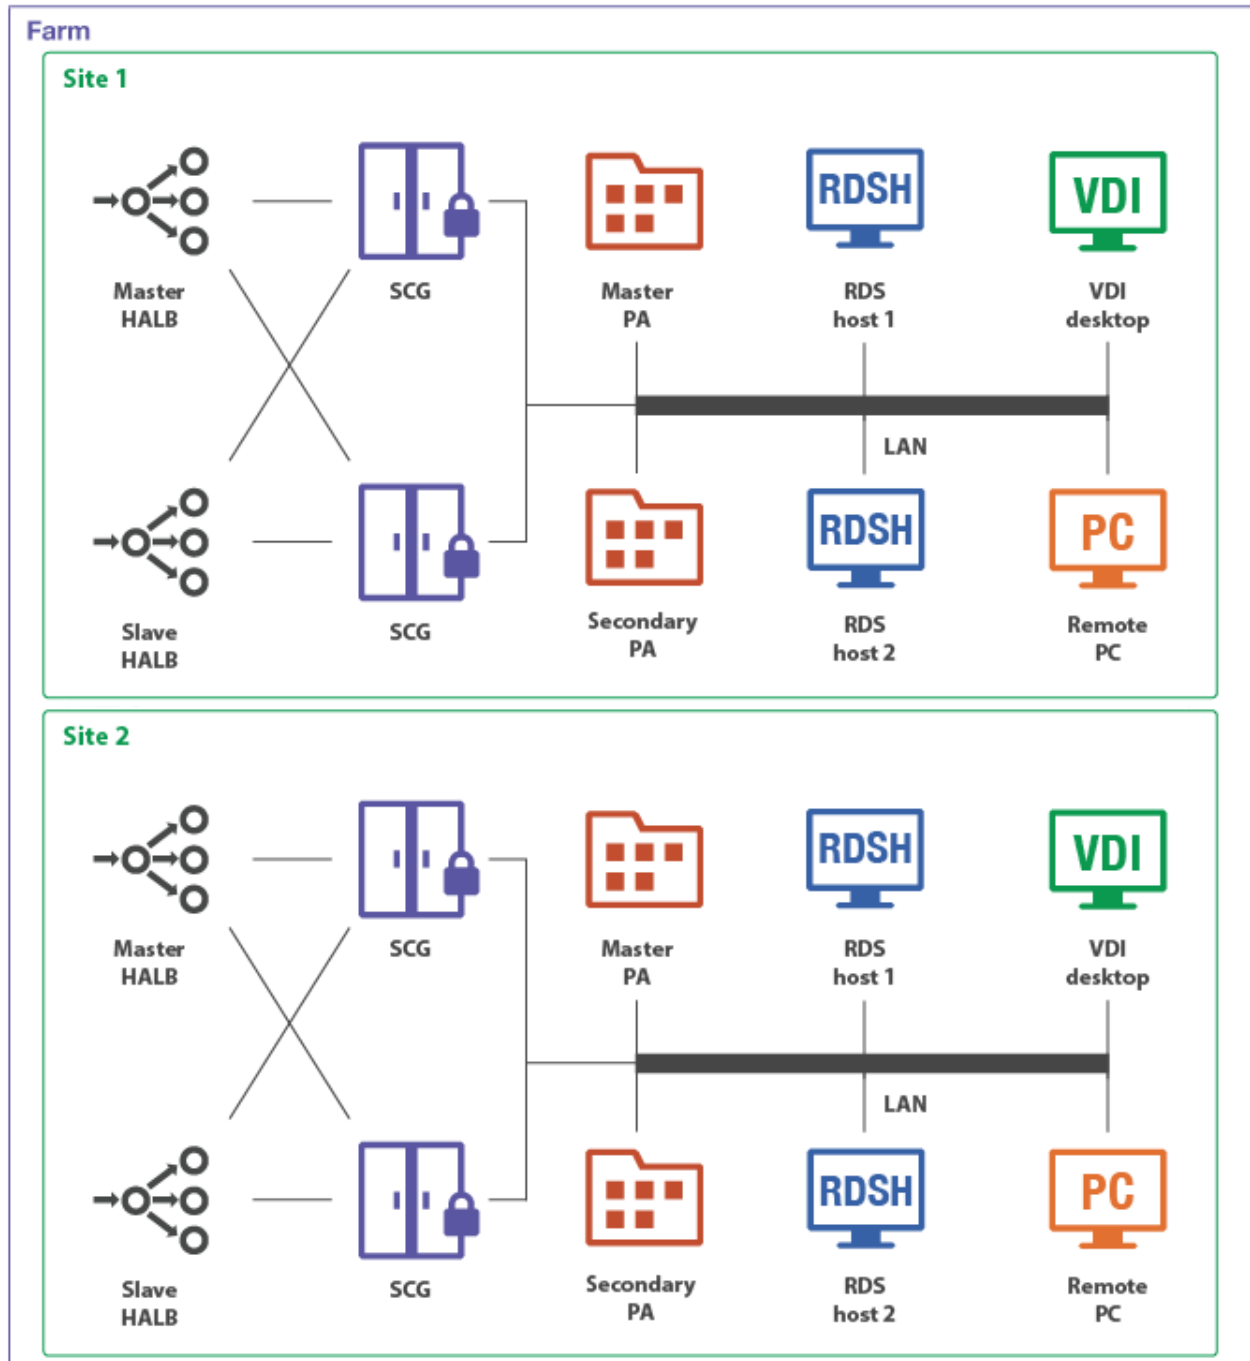 Farm
Site 1
RDSH
VDI
Master
HALB
SCG
Master
PA
RDS
host 1
VDI
desktop
LAN
RDSH
PC
Slave
HALB
SCG
Secondary
PA
RDS
host 2
Remote
PC
Site 2
RDSH
VDI
Master
HALB
SCG
Master
PA
RDS
host 1
VDI
desktop
LAN
RDSH
PC
Slave
HALB
SCG
Secondary
PA
RDS
host 2
Remote
PC